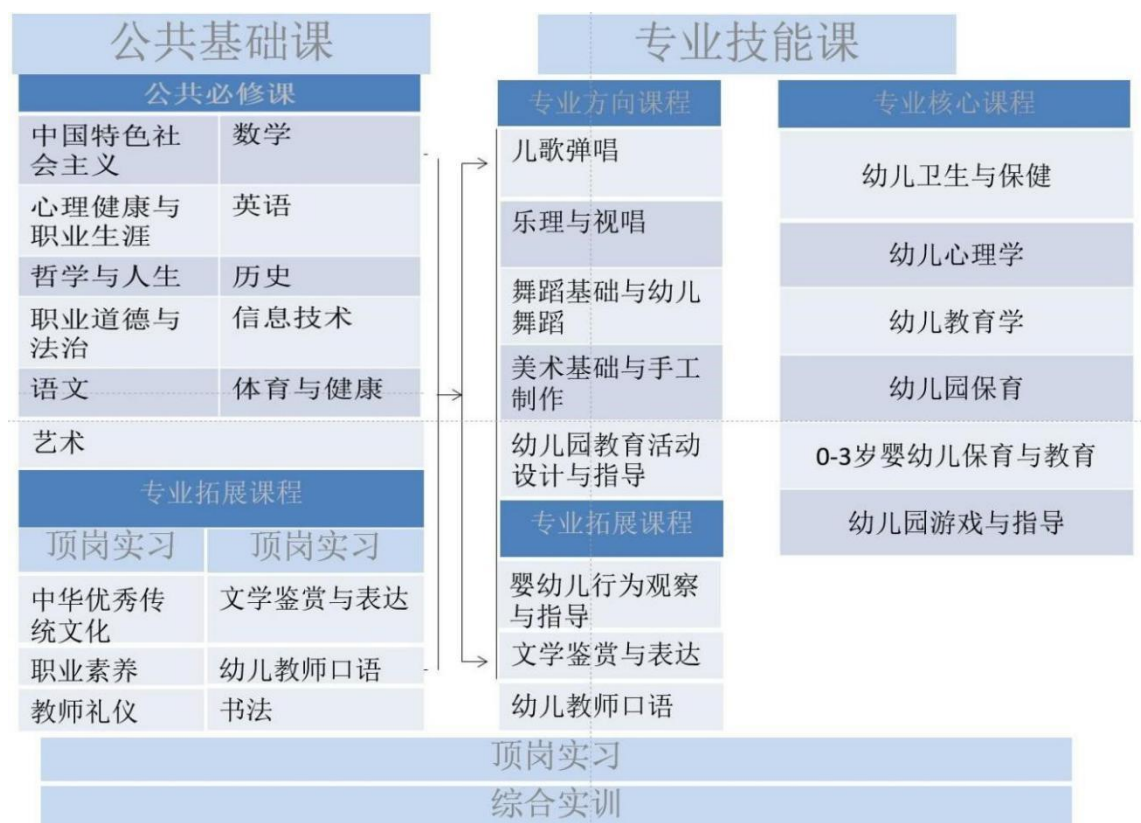 公共基础课
公共必修课
中国特色社
会主义
数学
心理健康与
职业生涯
英语
哲学与人生
历史
职业道德与
法治
信息技术
语文
体育与健康
艺术
专业拓展课程
顶岗实习
顶岗实习
中华优秀传
统文化
文学鉴赏与表达
职业素养
幼儿教师口语
教师礼仪
书法
专业技能课
专业方向课程
儿歌弹唱
乐理与视唱
舞蹈基础与幼儿
舞蹈
美术基础与手工
制作
幼儿园教育活动
设计与指导
专业拓展课程
婴幼儿行为观察
与指导
文学鉴赏与表达
幼儿教师口语
专业核心课程
幼儿卫生与保健
幼儿心理学
幼儿教育学
幼儿园保育
0-3岁婴幼儿保育与教育
幼儿园游戏与指导
顶岗实习
综合实训